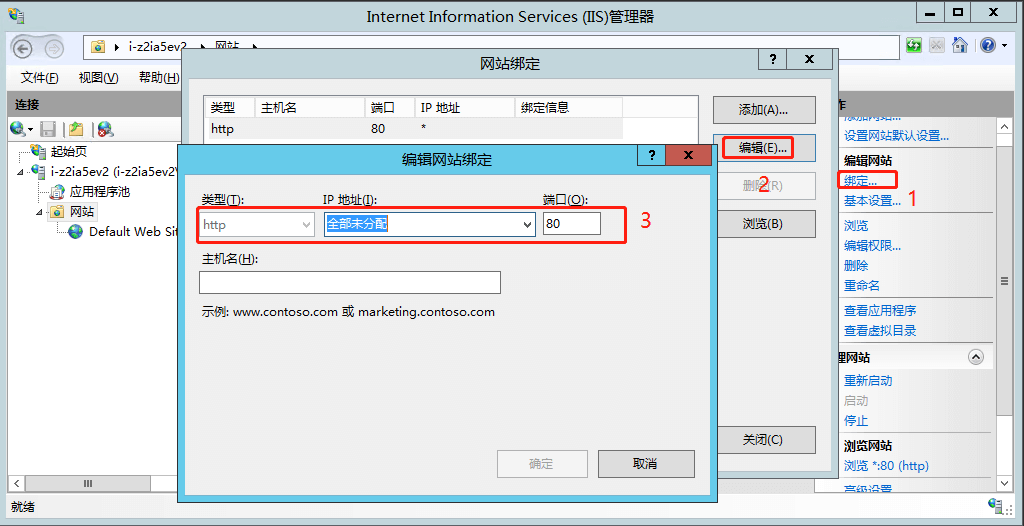 Internet Information Services (IIS)管理器
i-z2ia5ev2 网站
文件(F) 视图(V) 帮助(H)
连接
起始页
i-z2ia5ev2 (i-z2ia5ev2\
应用程序池
网站
Default Web Sit
网站绑定
? X
类型 主机名 端口 IP 地址 绑定信息
http 80 *
添加(A)...
编辑(E)...
2
删除(R)
浏览(B)
关闭(C)
编辑网站绑定
? X
类型(T): IP 地址(I): 端口(O):
http 全部未分配 80
3
主机名(H):
示例: www.contoso.com 或 marketing.contoso.com
确定 取消
作
添加网站...
设置网站默认设置...
编辑网站
绑定...
1
基本设置...
浏览
编辑权限...
删除
重命名
查看应用程序
查看虚拟目录
理网站
重新启动
启动
停止
浏览网站
浏览 *:80 (http)
高级设置
就绪